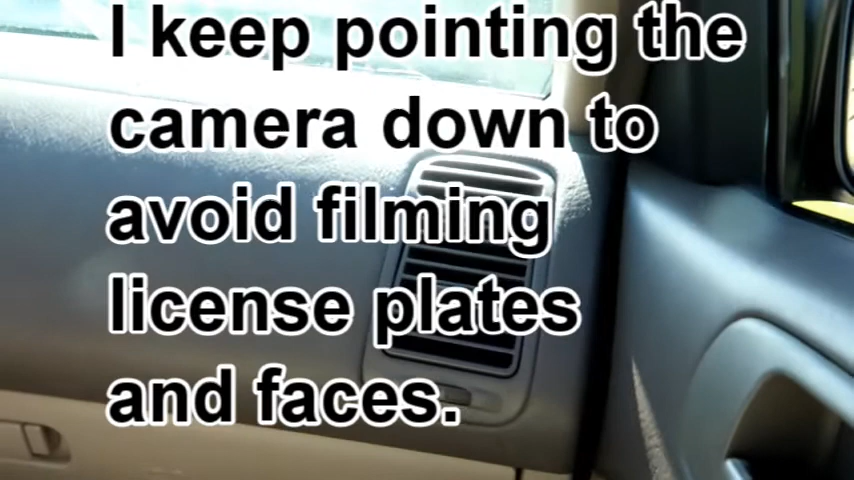 I keep pointing the
camera down to
avoid filming
license plates
and faces.